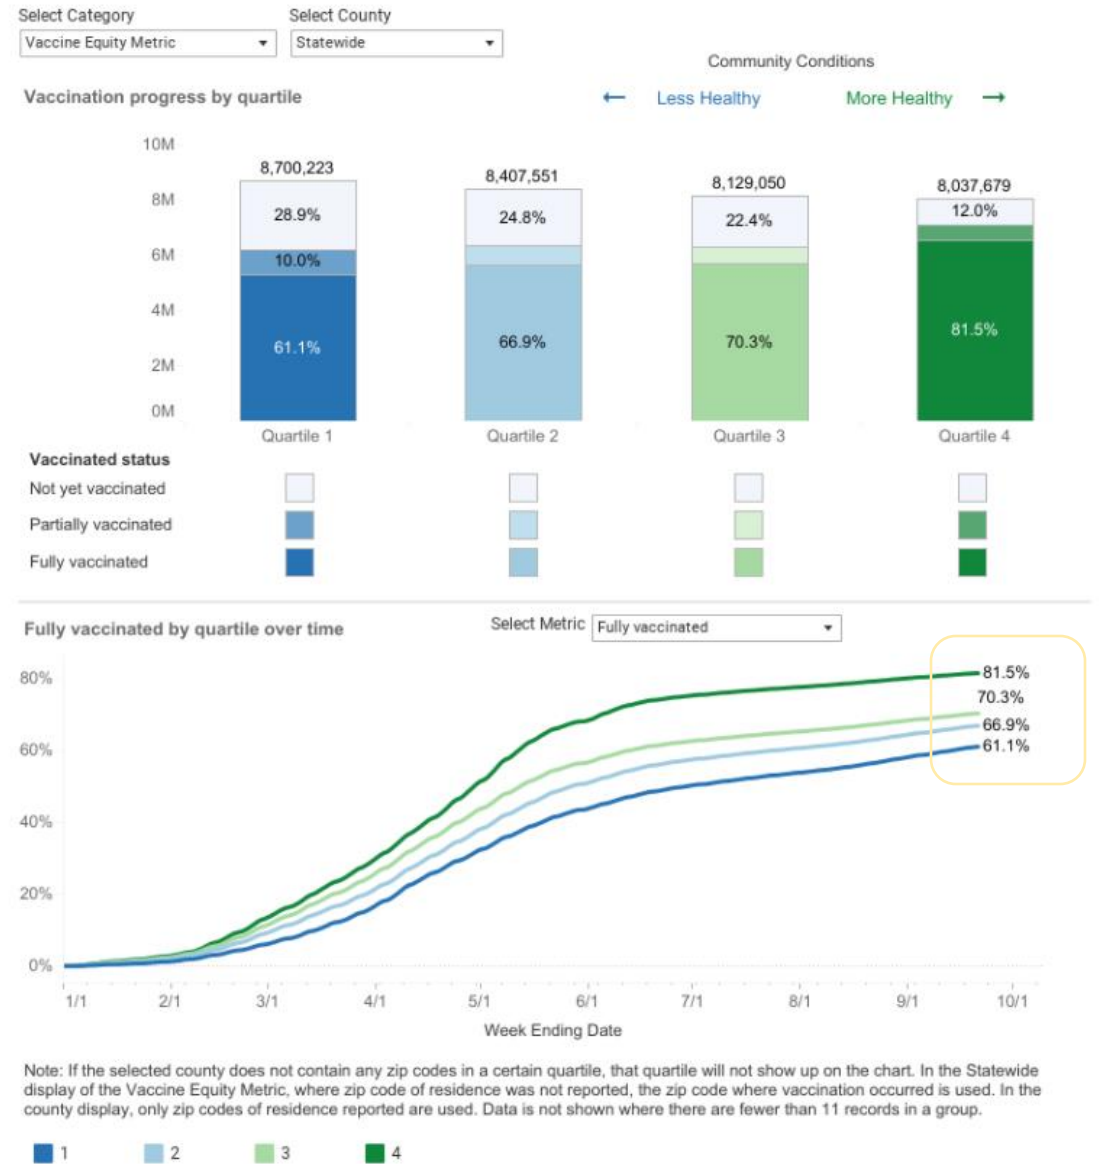 Select Category
Select County
Vaccine Equity Metric
Statewide
Community Conditions
Vaccination progress by quartile
← Less Healthy
More Healthy →
10M
8M
6M
4M
2M
0M
8,700,223
28.9%
10.0%
61.1%
8,407,551
24.8%
66.9%
8,129,050
22.4%
70.3%
8,037,679
12.0%
81.5%
Quartile 1
Quartile 2
Quartile 3
Quartile 4
Vaccinated status
Not yet vaccinated
Partially vaccinated
Fully vaccinated
Fully vaccinated by quartile over time
Select Metric
Fully vaccinated
80%
60%
40%
20%
0%
81.5%
70.3%
66.9%
61.1%
1/1
2/1
3/1
4/1
5/1
6/1
7/1
8/1
9/1
10/1
Week Ending Date
Note: If the selected county does not contain any zip codes in a certain quartile, that quartile will not show up on the chart. In the Statewide
display of the Vaccine Equity Metric, where zip code of residence was not reported, the zip code where vaccination occurred is used. In the
county display, only zip codes of residence reported are used. Data is not shown where there are fewer than 11 records in a group.
1
2
3
4